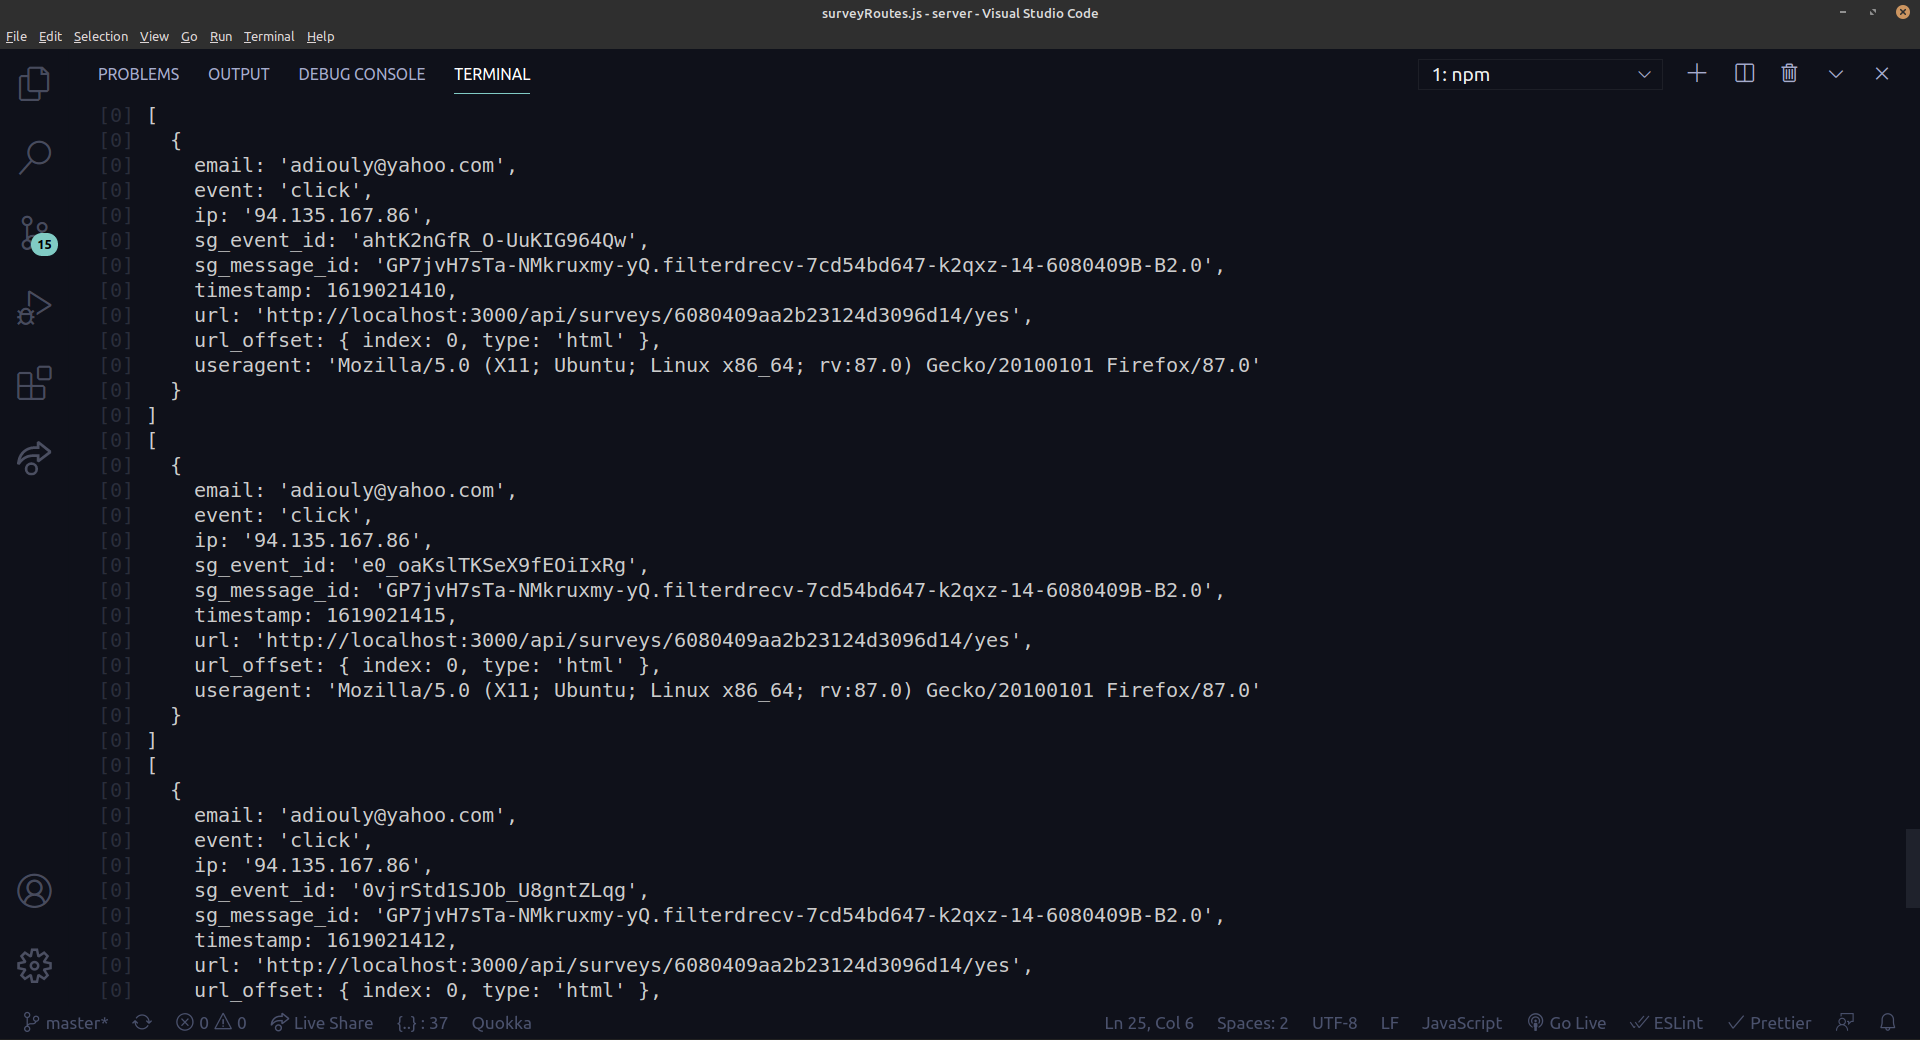 surveyRoutes.js - server - Visual Studio Code
File Edit Selection View Go Run Terminal Help
PROBLEMS OUTPUT DEBUG CONSOLE TERMINAL 1: npm
[0] [
[0]   {
[0]     email: 'adiouly@yahoo.com',
[0]     event: 'click',
[0]     ip: '94.135.167.86',
[0]     sg_event_id: 'ahtK2nGfR_O-UuKIG964Qw',
[0]     sg_message_id: 'GP7jvH7sTa-NMkruxmy-yQ.filterdrecv-7cd54bd647-k2qxz-14-6080409B-B2.0',
[0]     timestamp: 1619021410,
[0]     url: 'http://localhost:3000/api/surveys/6080409aa2b23124d3096d14/yes',
[0]     url_offset: { index: 0, type: 'html' },
[0]     useragent: 'Mozilla/5.0 (X11; Ubuntu; Linux x86_64; rv:87.0) Gecko/20100101 Firefox/87.0'
[0]   }
[0] ]
[0] [
[0]   {
[0]     email: 'adiouly@yahoo.com',
[0]     event: 'click',
[0]     ip: '94.135.167.86',
[0]     sg_event_id: 'e0_oaKslTKSeX9fEOiIxRg',
[0]     sg_message_id: 'GP7jvH7sTa-NMkruxmy-yQ.filterdrecv-7cd54bd647-k2qxz-14-6080409B-B2.0',
[0]     timestamp: 1619021415,
[0]     url: 'http://localhost:3000/api/surveys/6080409aa2b23124d3096d14/yes',
[0]     url_offset: { index: 0, type: 'html' },
[0]     useragent: 'Mozilla/5.0 (X11; Ubuntu; Linux x86_64; rv:87.0) Gecko/20100101 Firefox/87.0'
[0]   }
[0] ]
[0] [
[0]   {
[0]     email: 'adiouly@yahoo.com',
[0]     event: 'click',
[0]     ip: '94.135.167.86',
[0]     sg_event_id: '0vjrStd1SJOb_U8gntZLqg',
[0]     sg_message_id: 'GP7jvH7sTa-NMkruxmy-yQ.filterdrecv-7cd54bd647-k2qxz-14-6080409B-B2.0',
[0]     timestamp: 1619021412,
[0]     url: 'http://localhost:3000/api/surveys/6080409aa2b23124d3096d14/yes',
[0]     url_offset: { index: 0, type: 'html' },
15
master* 0 0 Live Share {..} : 37 Quokka Ln 25, Col 6 Spaces: 2 UTF-8 LF JavaScript Go Live ESLint Prettier